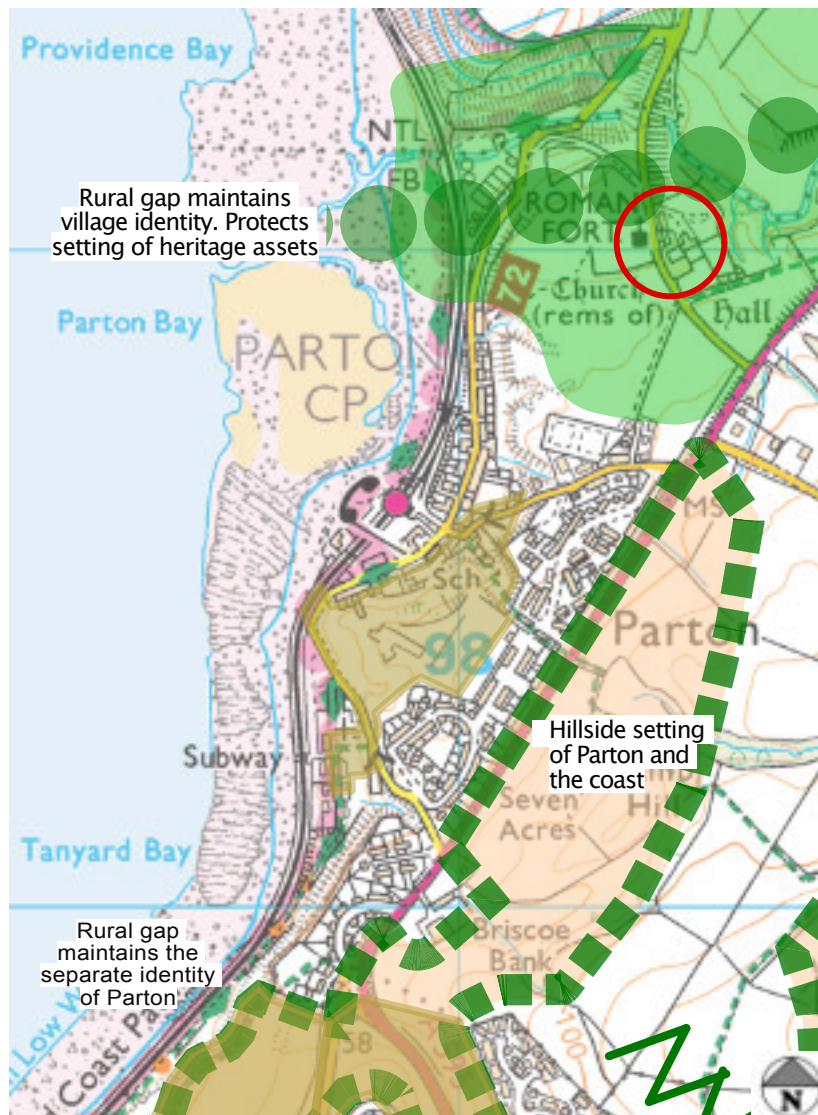 Providence Bay
NTL
FB
Rural gap maintains
village identity. Protects
setting of heritage assets
ROMAN
FORT
72
Church
(rems of)
Hall
Parton Bay
PARTON
CP
MS
Sch
Parton
98
Hillside setting
of Parton and
the coast
Hill
Subway
Seven
Acres
Tanyard Bay
Rural gap
maintains the
separate identity
of Parton
Briscoe
Bank
Low
Coast
58
100
N